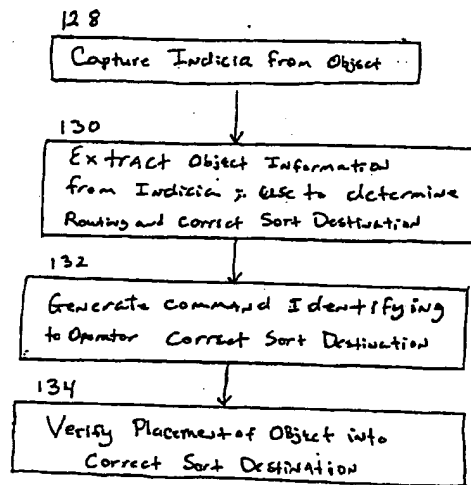 128
Capture Indicia from Object
130
Extract Object Information
from Indicia ; use to determine
Routing and Correct Sort Destination
132
Generate command Identifying
to Operator Correct Sort Destination
134
Verify Placement of Object into
Correct Sort Destination